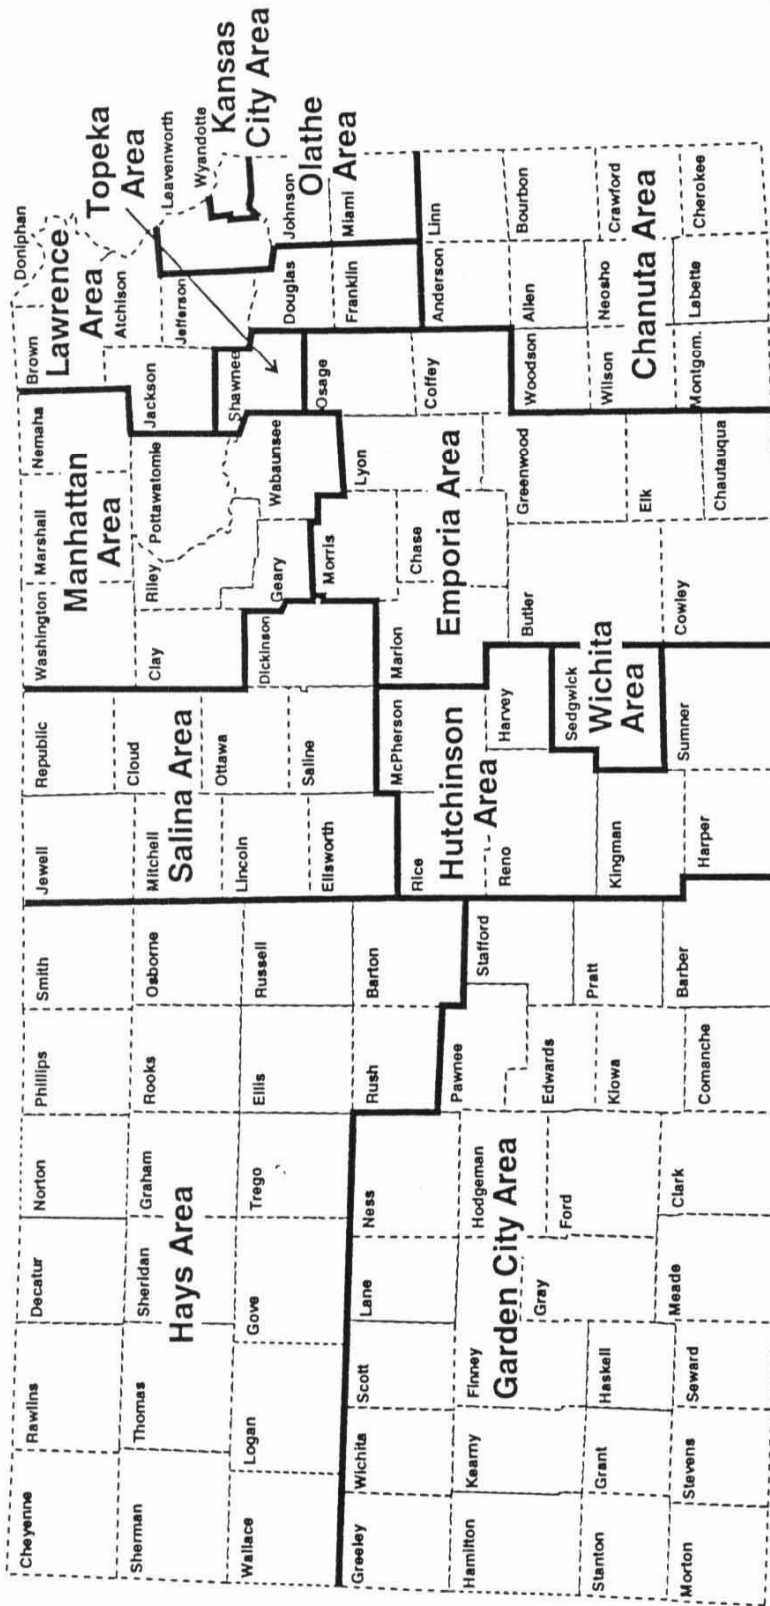 Cheyenne
Rawlins
Decatur
Norton
Phillips
Smith
Jewell
Republic
Washington
Marshall
Nemaha
Brown
Doniphan
Sherman
Thomas
Sheridan
Graham
Rooks
Osborne
Mitchell
Cloud
Clay
Riley
Pottawatomie
Jackson
Atchison
Jefferson
Leavenworth
Wyandotte
Hays Area
Salina Area
Manhattan
Area
Lawrence
Area
Topeka
Area
Kansas
City Area
Olathe
Area
Wallace
Logan
Gove
Trego
Ellis
Russell
Lincoln
Ottawa
Ellsworth
Saline
Dickinson
Geary
Wabaunsee
Shawnee
Osage
Douglas
Johnson
Franklin
Miami
Greeley
Wichita
Scott
Lane
Ness
Rush
Barton
Rice
McPherson
Marion
Morris
Chase
Lyon
Coffey
Anderson
Linn
Hamilton
Kearny
Finney
Gray
Hodgeman
Pawnee
Stafford
Edwards
Ford
Reno
Harvey
Garden City Area
Hutchinson
Area
Emporia Area
Butler
Greenwood
Woodson
Allen
Bourbon
Sedgwick
Wichita
Area
Stanton
Grant
Haskell
Kiowa
Pratt
Kingman
Elk
Wilson
Neosho
Crawford
Chanuta Area
Morton
Stevens
Seward
Meade
Clark
Comanche
Barber
Harper
Sumner
Cowley
Chautauqua
Montgom.
Labette
Cherokee